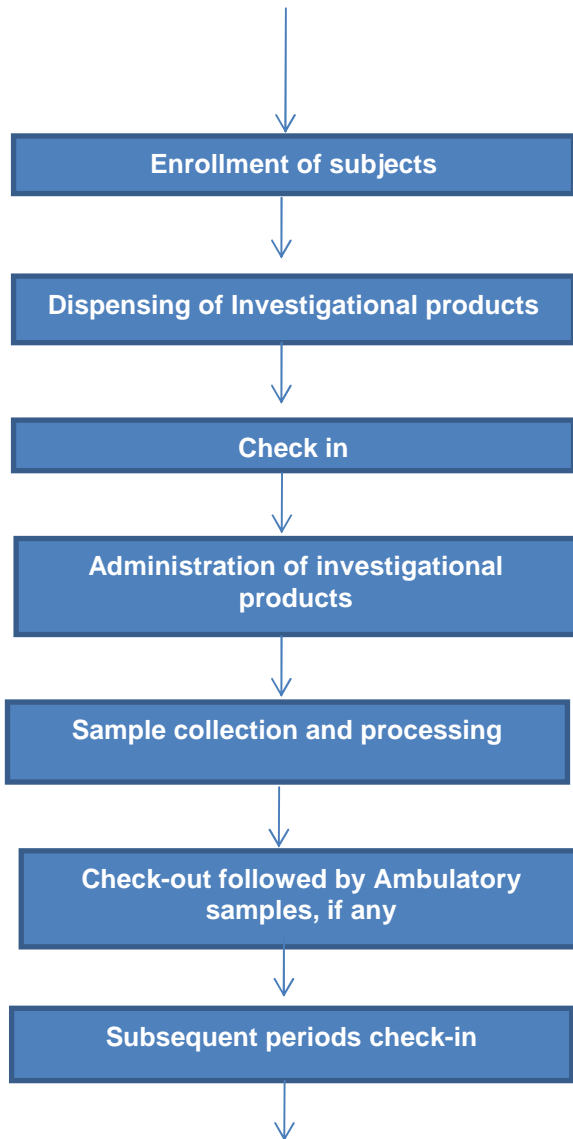 Enrollment of subjects
Dispensing of Investigational products
Check in
Administration of investigational
products
Sample collection and processing
Check-out followed by Ambulatory
samples, if any
Subsequent periods check-in